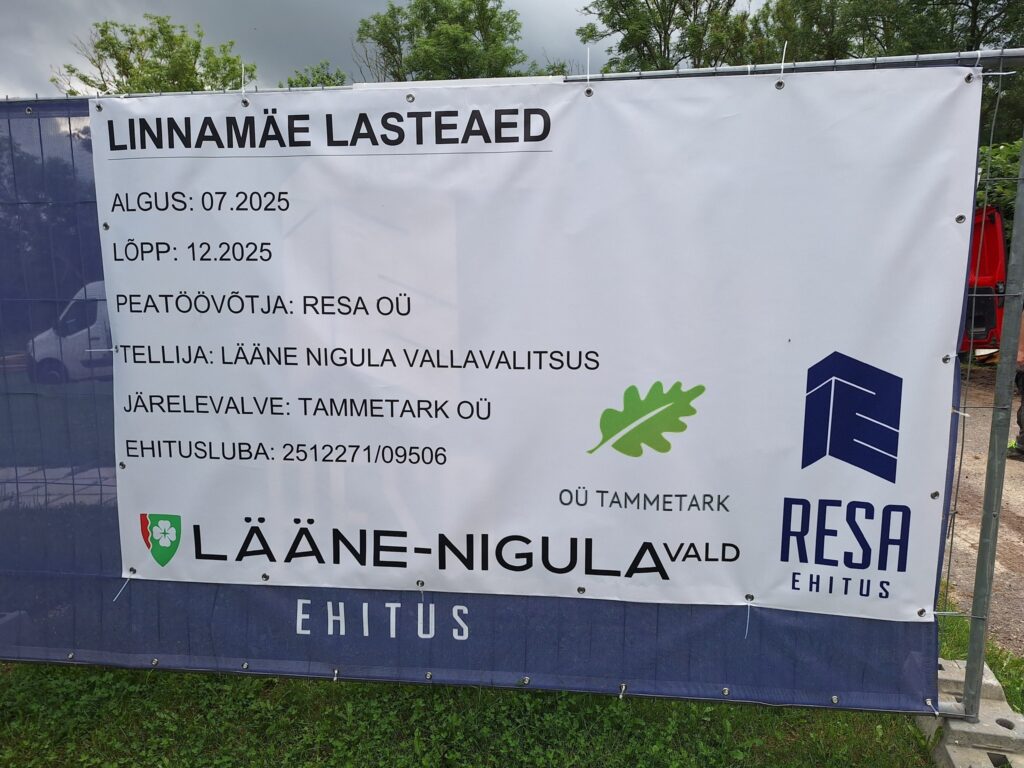 LINNAMÄE LASTEAED
ALGUS: 07.2025
LÕPP: 12.2025
PEATÖÖVÕTJA: RESA OÜ
TELLIJA: LÄÄNE NIGULA VALLAVALITSUS
JÄRELEVALVE: TAMMETARK OÜ
EHITUSLUBA: 2512271/09506
OÜ TAMMETARK
LÄÄNE-NIGULA VALD
RESA
EHITUS
EHITUS